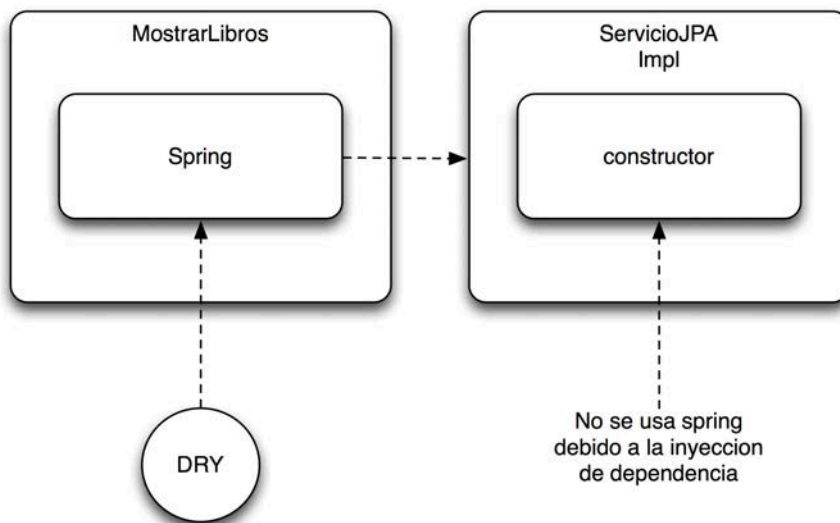 MostrarLibros
Spring
ServicioJPA
Impl
constructor
DRY
No se usa spring
debido a la inyeccion
de dependencia